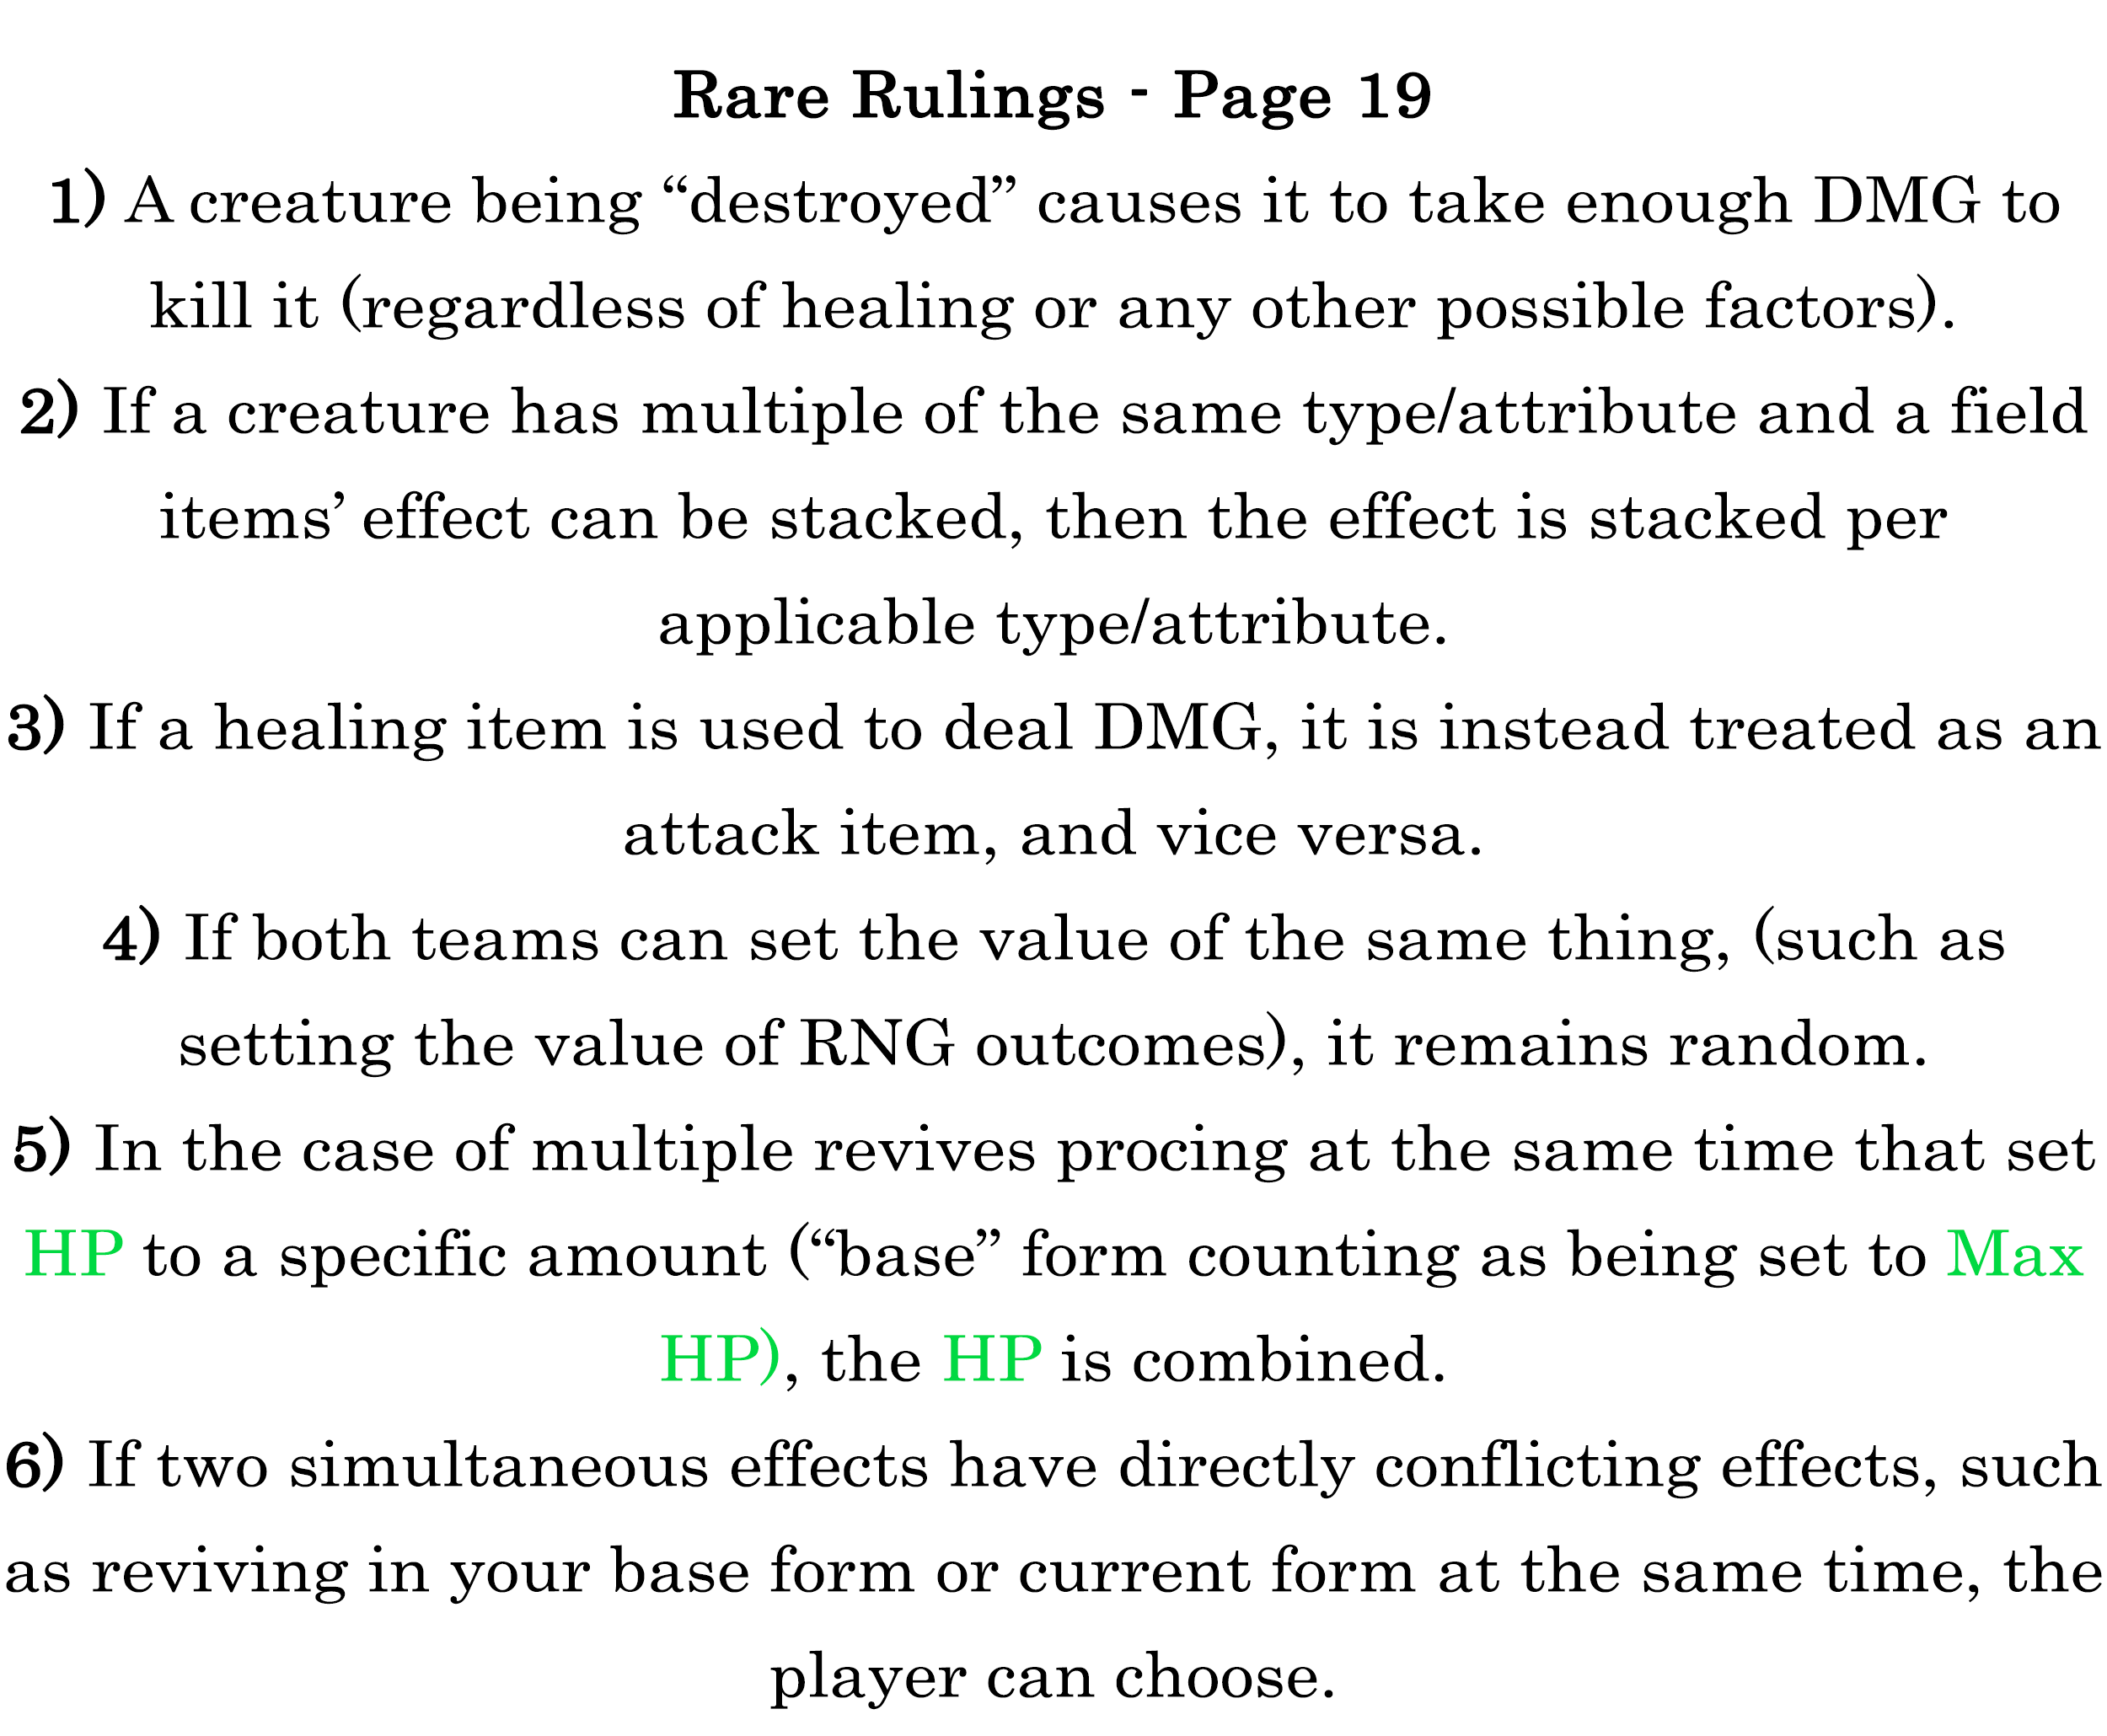 Rare Rulings - Page 19
1) A creature being “destroyed” causes it to take enough DMG to
kill it (regardless of healing or any other possible factors).
2) If a creature has multiple of the same type/attribute and a field
items’ effect can be stacked, then the effect is stacked per
applicable type/attribute.
3) If a healing item is used to deal DMG, it is instead treated as an
attack item, and vice versa.
4) If both teams can set the value of the same thing, (such as
setting the value of RNG outcomes), it remains random.
5) In the case of multiple revives procing at the same time that set
HP to a specific amount (“base” form counting as being set to Max
HP), the HP is combined.
6) If two simultaneous effects have directly conflicting effects, such
as reviving in your base form or current form at the same time, the
player can choose.